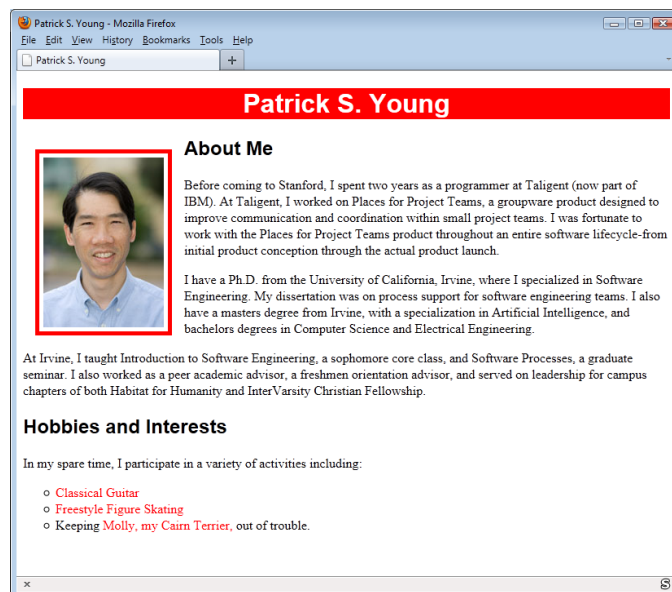 Patrick S. Young - Mozilla Firefox
File Edit View History Bookmarks Tools Help
Patrick S. Young
Patrick S. Young
About Me
Before coming to Stanford, I spent two years as a programmer at Taligent (now part of
IBM). At Taligent, I worked on Places for Project Teams, a groupware product designed to
improve communication and coordination within small project teams. I was fortunate to
work with the Places for Project Teams product throughout an entire software lifecycle-from
initial product conception through the actual product launch.
I have a Ph.D. from the University of California, Irvine, where I specialized in Software
Engineering. My dissertation was on process support for software engineering teams. I also
have a masters degree from Irvine, with a specialization in Artificial Intelligence, and
bachelors degrees in Computer Science and Electrical Engineering.
At Irvine, I taught Introduction to Software Engineering, a sophomore core class, and Software Processes, a graduate
seminar. I also worked as a peer academic advisor, a freshmen orientation advisor, and served on leadership for campus
chapters of both Habitat for Humanity and InterVarsity Christian Fellowship.
Hobbies and Interests
In my spare time, I participate in a variety of activities including:
Classical Guitar
Freestyle Figure Skating
Keeping Molly, my Cairn Terrier, out of trouble.
S